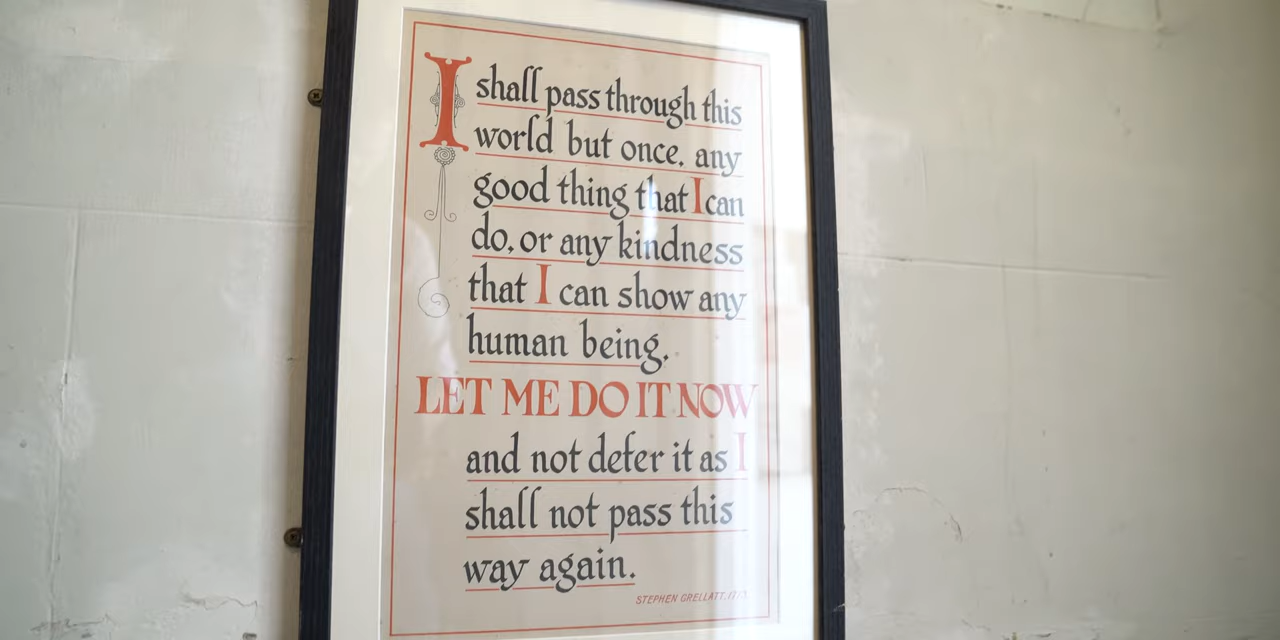 I shall pass through this
world but once. any
good thing that I can
do, or any kindness
that I can show any
human being.
LET ME DO IT NOW
and not defer it as I
shall not pass this
way again.
STEPHEN GRELLATT. 1773.